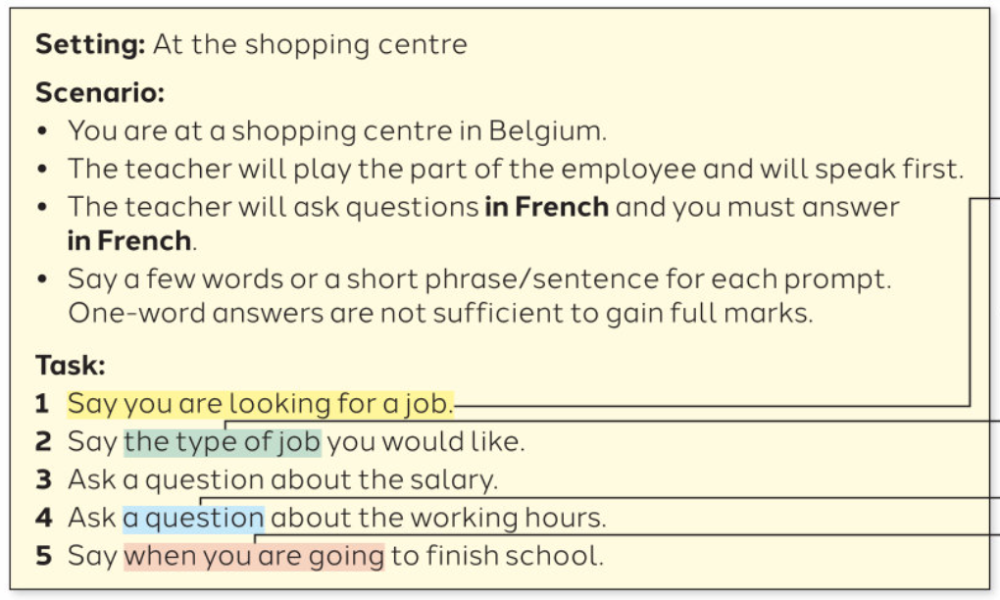 Setting: At the shopping centre
Scenario:
• You are at a shopping centre in Belgium.
• The teacher will play the part of the employee and will speak first.
• The teacher will ask questions in French and you must answer
in French.
• Say a few words or a short phrase/sentence for each prompt.
One-word answers are not sufficient to gain full marks.
Task:
1 Say you are looking for a job.
2 Say the type of job you would like.
3 Ask a question about the salary.
4 Ask a question about the working hours.
5 Say when you are going to finish school.